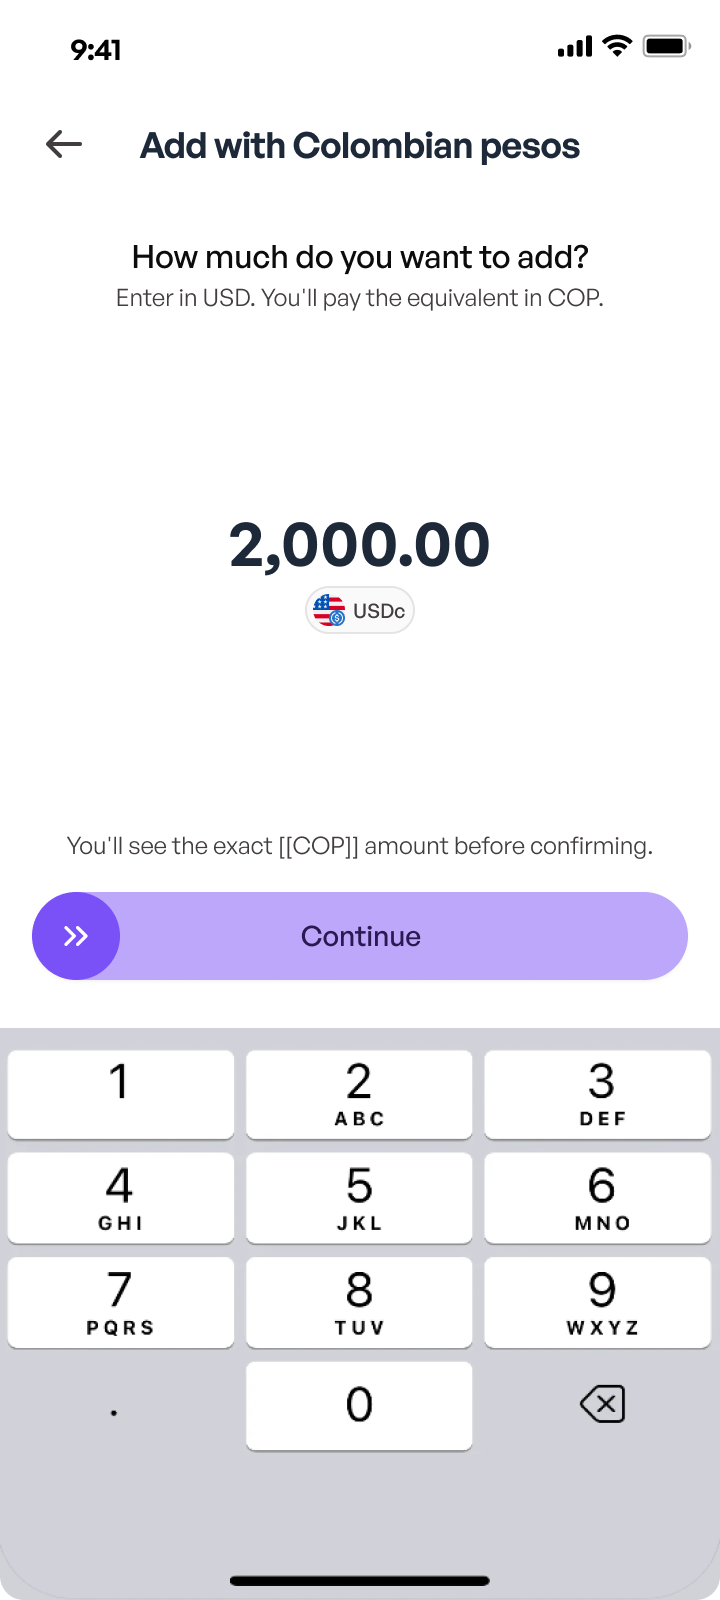 9:41
Add with Colombian pesos
How much do you want to add?
Enter in USD. You'll pay the equivalent in COP.
2,000.00
USDc
You'll see the exact [[COP]] amount before confirming.
Continue
1 2 3
ABC DEF
4 5 6
GHI JKL MNO
7 8 9
PQRS TUV WXYZ
. 0